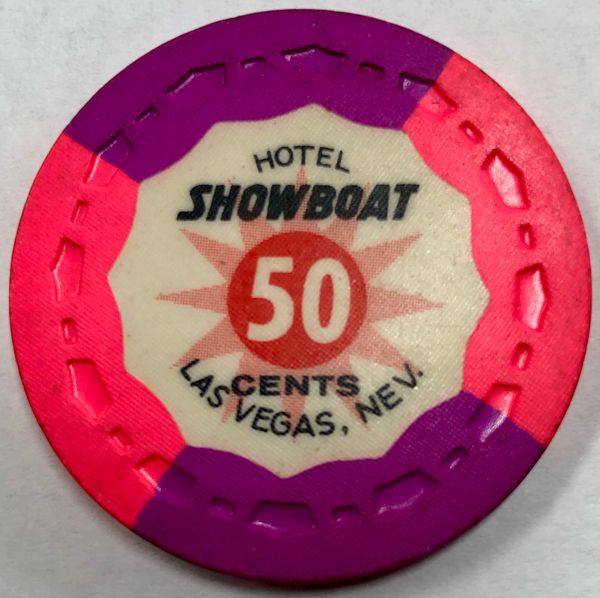 HOTEL
SHOWBOAT
50
CENTS
LAS VEGAS, NEV.